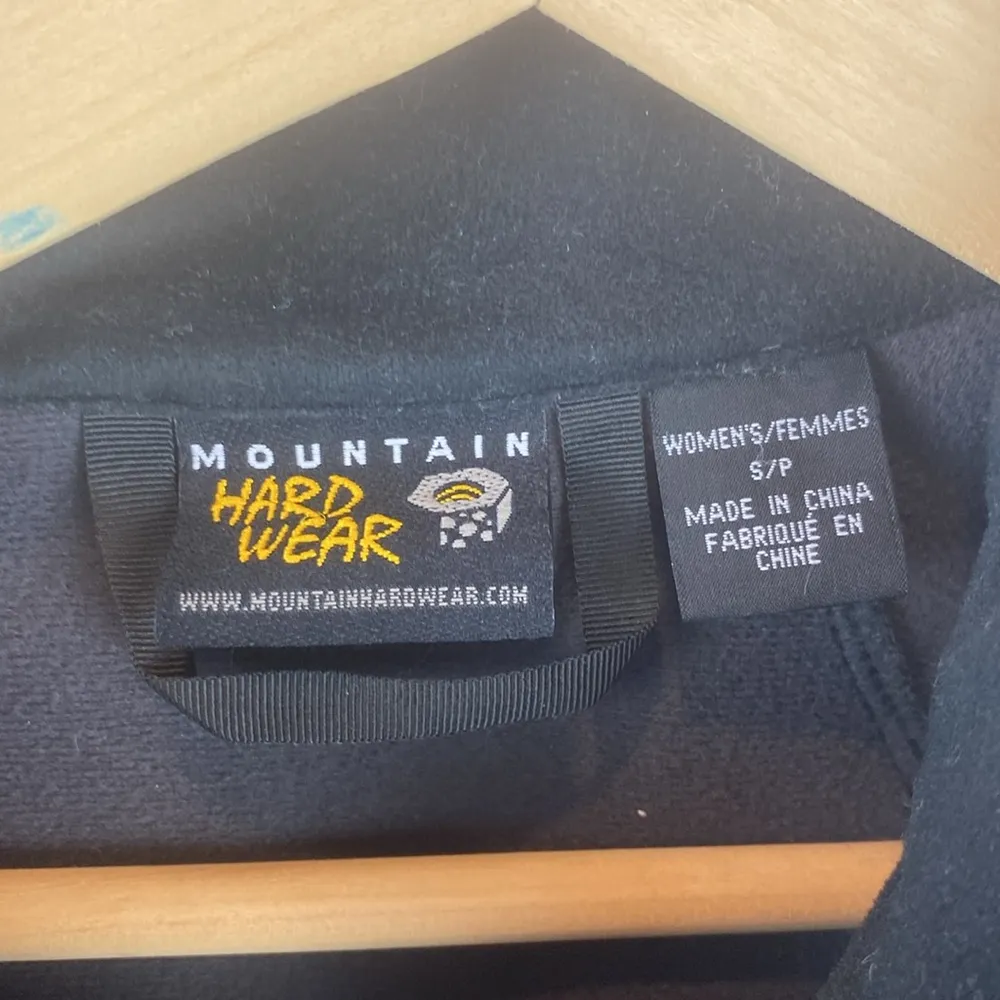 MOUNTAIN
HARD
WEAR
WWW.MOUNTAINHARDWEAR.COM
WOMEN'S/FEMMES
S/P
MADE IN CHINA
FABRIQUÉ EN
CHINE